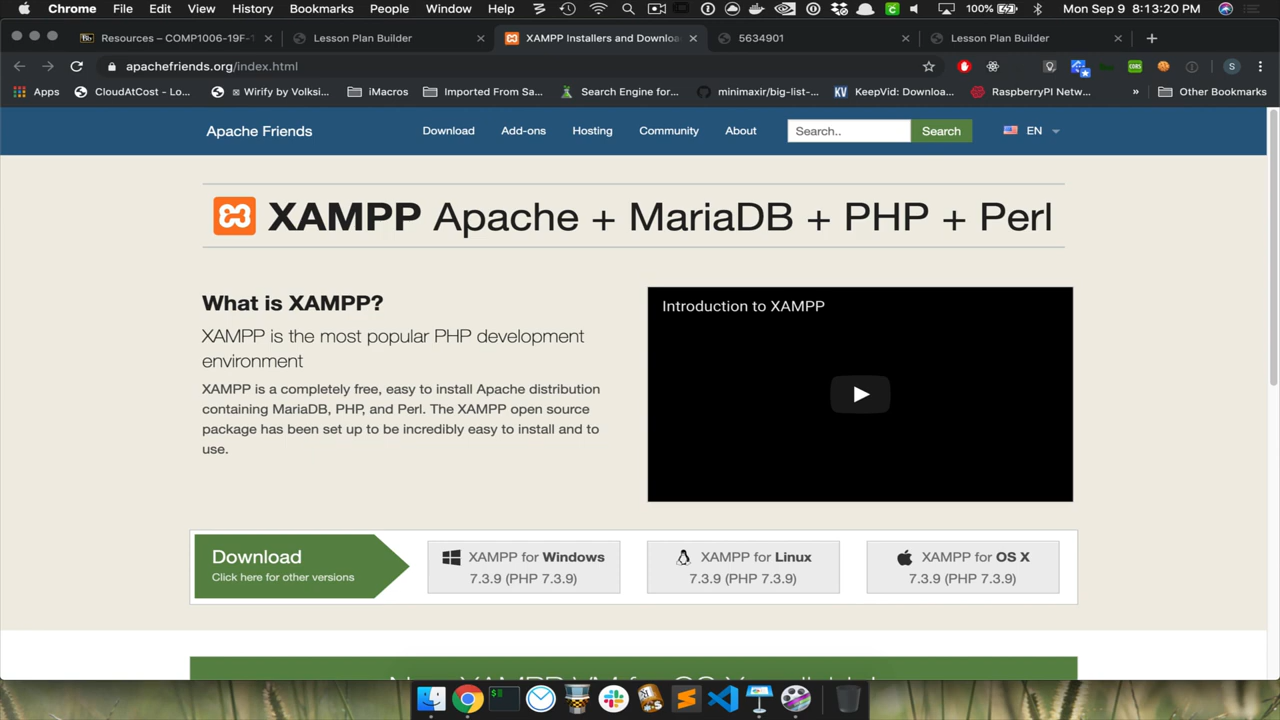 Chrome File Edit View History Bookmarks People Window Help 100% Mon Sep 9 8:13:20 PM
Resources – COMP1006-19F-1
Lesson Plan Builder
XAMPP Installers and Downloa
5634901
Lesson Plan Builder
apachefriends.org/index.html
Apps CloudAtCost - Lo... Wirify by Volksi... iMacros Imported From Sa... Search Engine for... minimaxir/big-list-... KeepVid: Downloa... RaspberryPI Netw... » Other Bookmarks
Apache Friends Download Add-ons Hosting Community About Search.. Search EN
XAMPP Apache + MariaDB + PHP + Perl
What is XAMPP?
XAMPP is the most popular PHP development
environment
XAMPP is a completely free, easy to install Apache distribution
containing MariaDB, PHP, and Perl. The XAMPP open source
package has been set up to be incredibly easy to install and to
use.
Introduction to XAMPP
Download
Click here for other versions
XAMPP for Windows
7.3.9 (PHP 7.3.9)
XAMPP for Linux
7.3.9 (PHP 7.3.9)
XAMPP for OS X
7.3.9 (PHP 7.3.9)